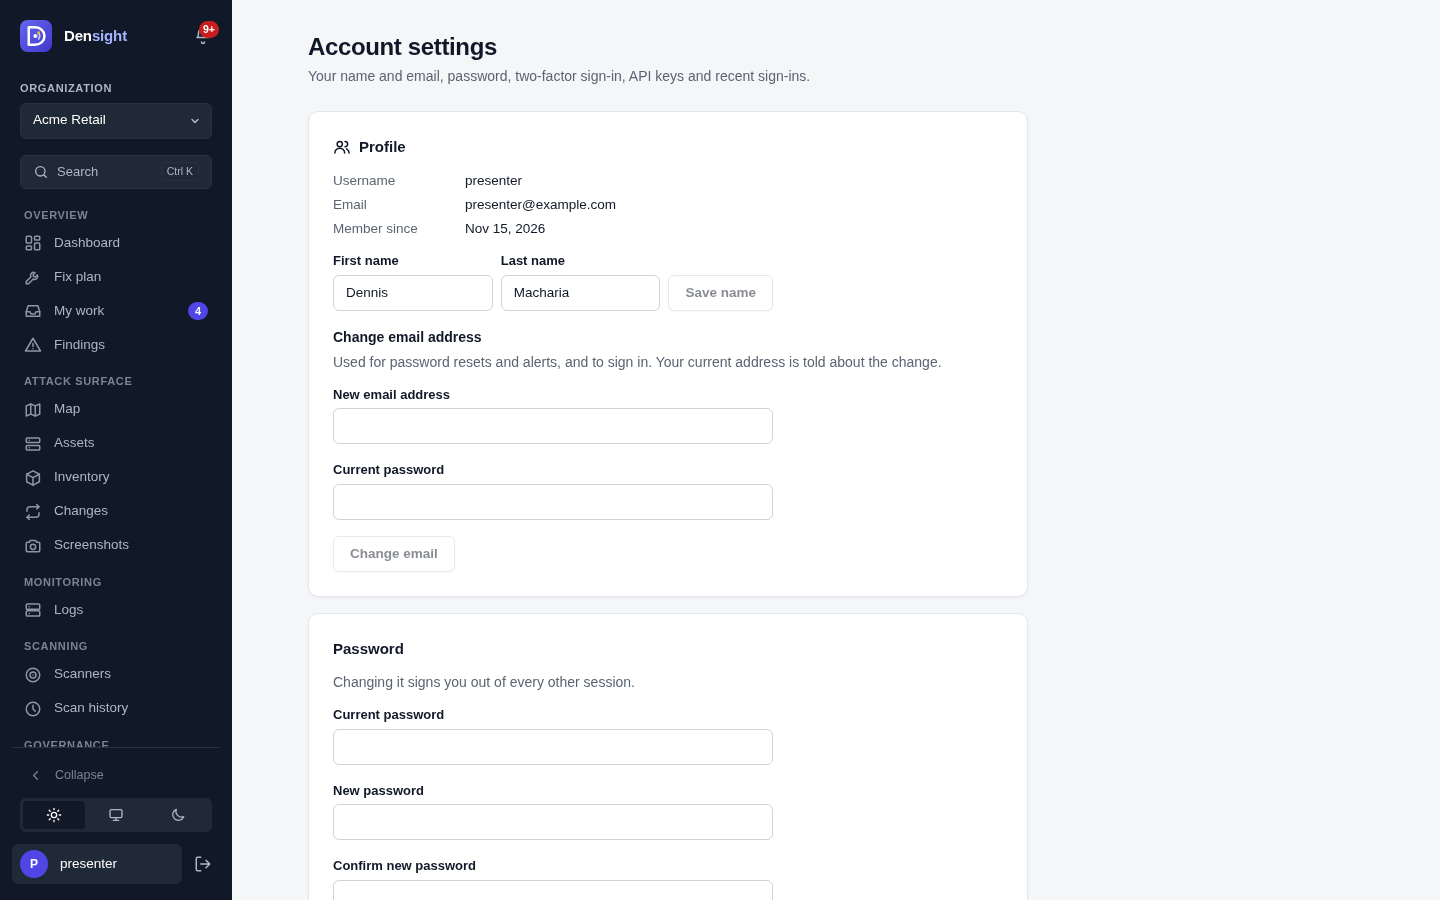 Densight
9+
ORGANIZATION
Acme Retail
Search
Ctrl K
OVERVIEW
Dashboard
Fix plan
My work
4
Findings
ATTACK SURFACE
Map
Assets
Inventory
Changes
Screenshots
MONITORING
Logs
SCANNING
Scanners
Scan history
GOVERNANCE
Collapse
P
presenter
Account settings
Your name and email, password, two-factor sign-in, API keys and recent sign-ins.
Profile
Username
presenter
Email
presenter@example.com
Member since
Nov 15, 2026
First name
Last name
Dennis
Macharia
Save name
Change email address
Used for password resets and alerts, and to sign in. Your current address is told about the change.
New email address
Current password
Change email
Password
Changing it signs you out of every other session.
Current password
New password
Confirm new password